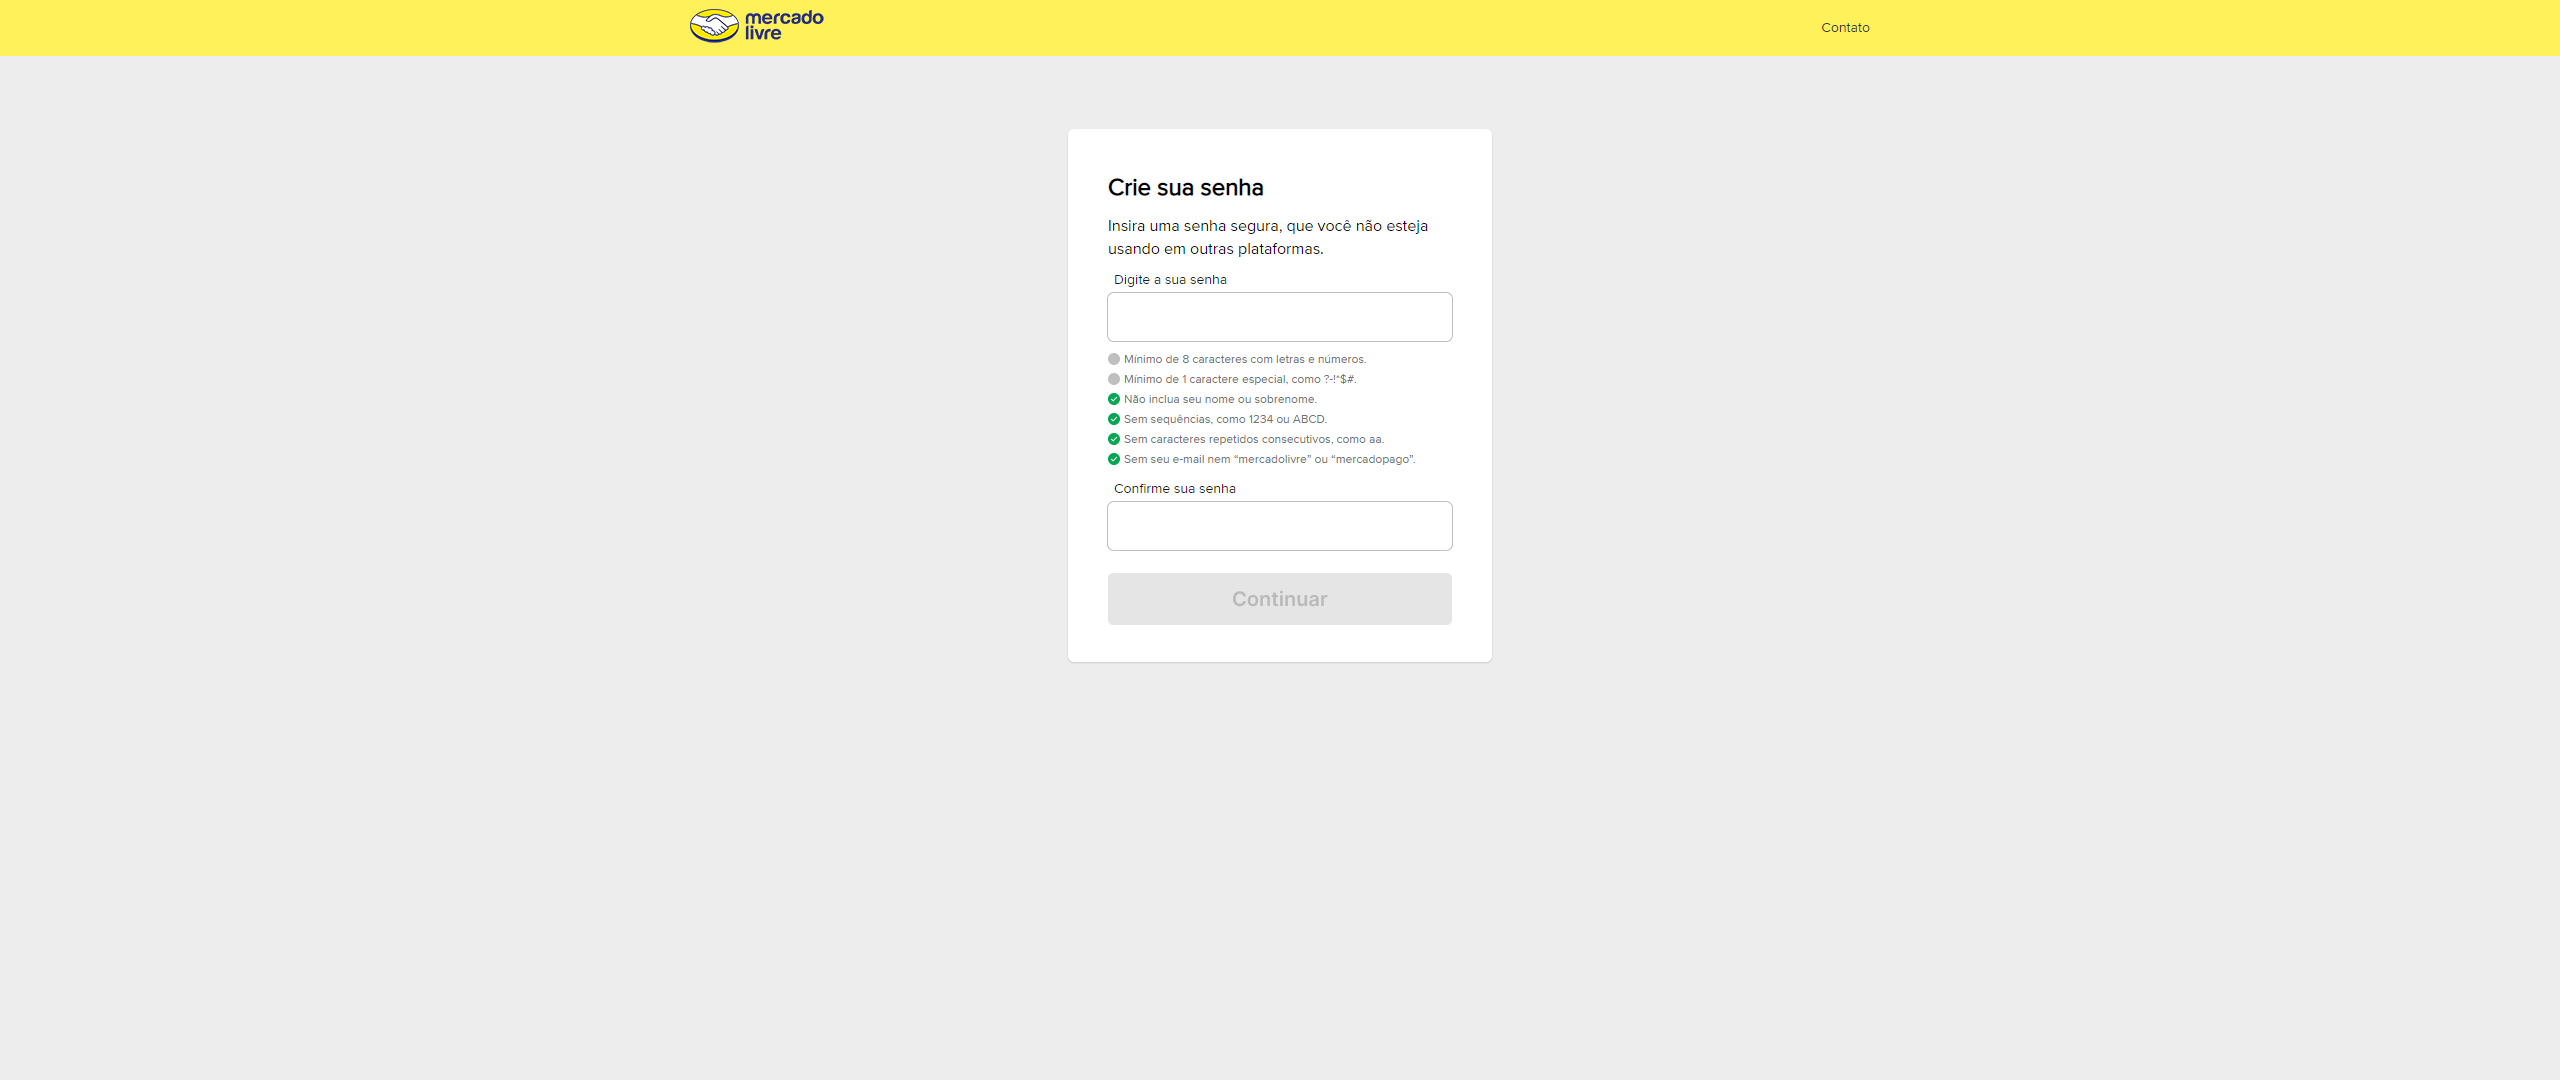 mercado
livre
Contato
Crie sua senha
Insira uma senha segura, que você não esteja
usando em outras plataformas.
Digite a sua senha
Mínimo de 8 caracteres com letras e números.
Mínimo de 1 caractere especial, como ?-!*$#.
Não inclua seu nome ou sobrenome.
Sem sequências, como 1234 ou ABCD.
Sem caracteres repetidos consecutivos, como aa.
Sem seu e-mail nem “mercadolivre” ou “mercadopago”.
Confirme sua senha
Continuar